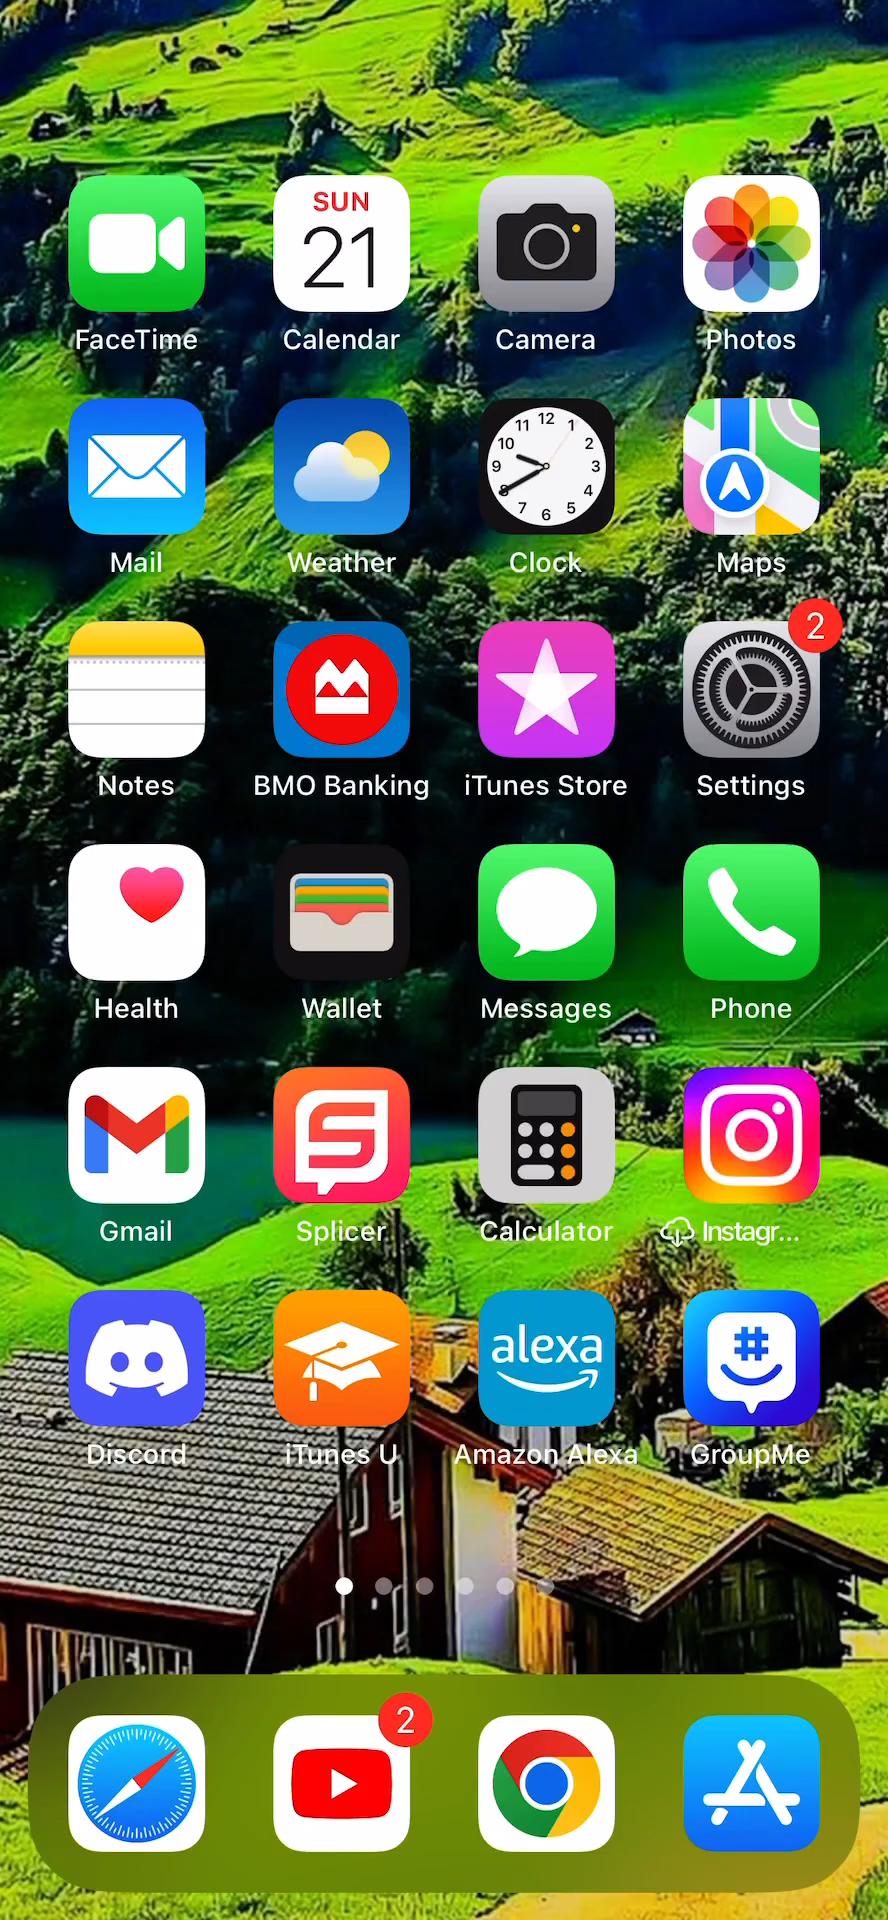 SUN
21
FaceTime
Calendar
Camera
Photos
12
11
1
10
2
9
3
8
4
7
5
6
Mail
Weather
Clock
Maps
2
Notes
BMO Banking
iTunes Store
Settings
Health
Wallet
Messages
Phone
Gmail
Splicer
Calculator
Instagr...
alexa
#
Discord
iTunes U
Amazon Alexa
GroupMe
2